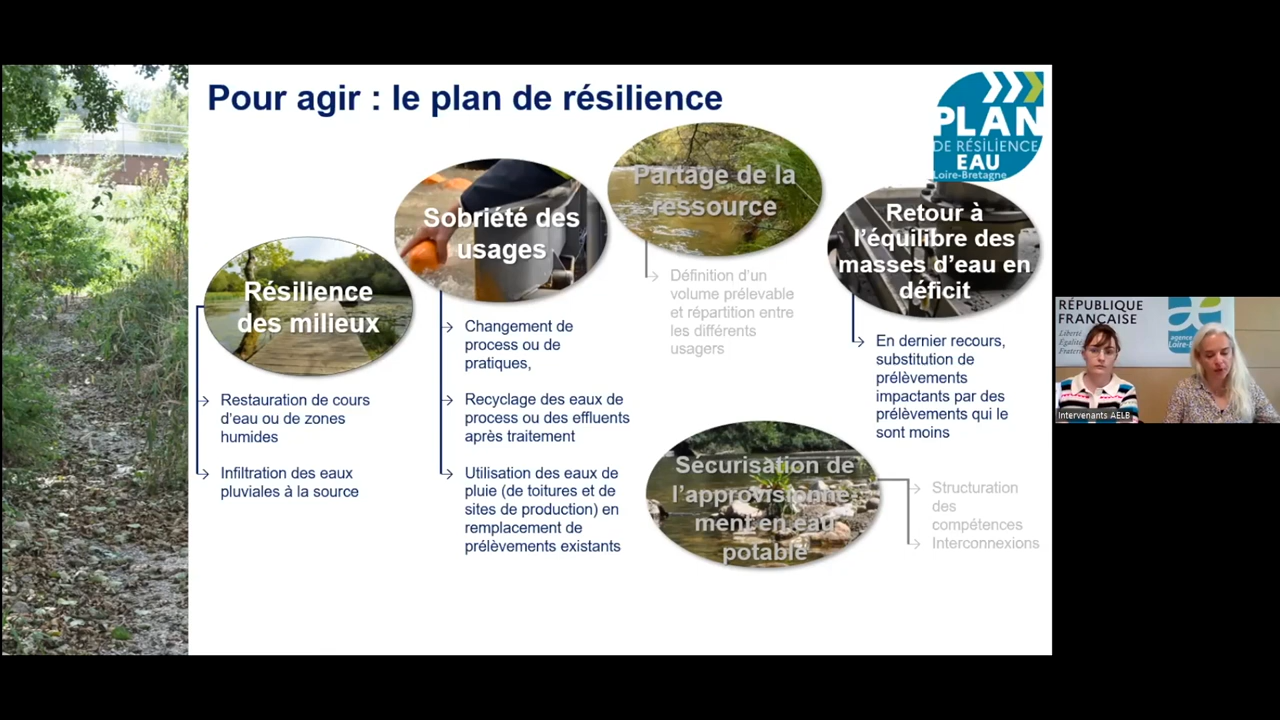 Pour agir : le plan de résilience
PLAN
DE RÉSILIENCE
EAU
Loire-Bretagne
Résilience
des milieux
Restauration de cours
d'eau ou de zones
humides
Infiltration des eaux
pluviales à la source
Sobriété des
usages
Changement de
process ou de
pratiques,
Recyclage des eaux de
process ou des effluents
après traitement
Utilisation des eaux de
pluie (de toitures et de
sites de production) en
remplacement de
prélèvements existants
Partage de la
ressource
Définition d'un
volume prélevable
et répartition entre
les différents
usagers
Retour à
l'équilibre des
masses d'eau en
déficit
En dernier recours,
substitution de
prélèvements
impactants par des
prélèvements qui le
sont moins
Sécurisation de
l'approvisionne-
ment en eau
potable
Structuration
des
compétences
Interconnexions
RÉPUBLIQUE
FRANÇAISE
Liberté
Égalité
agence
Intervenants AELB